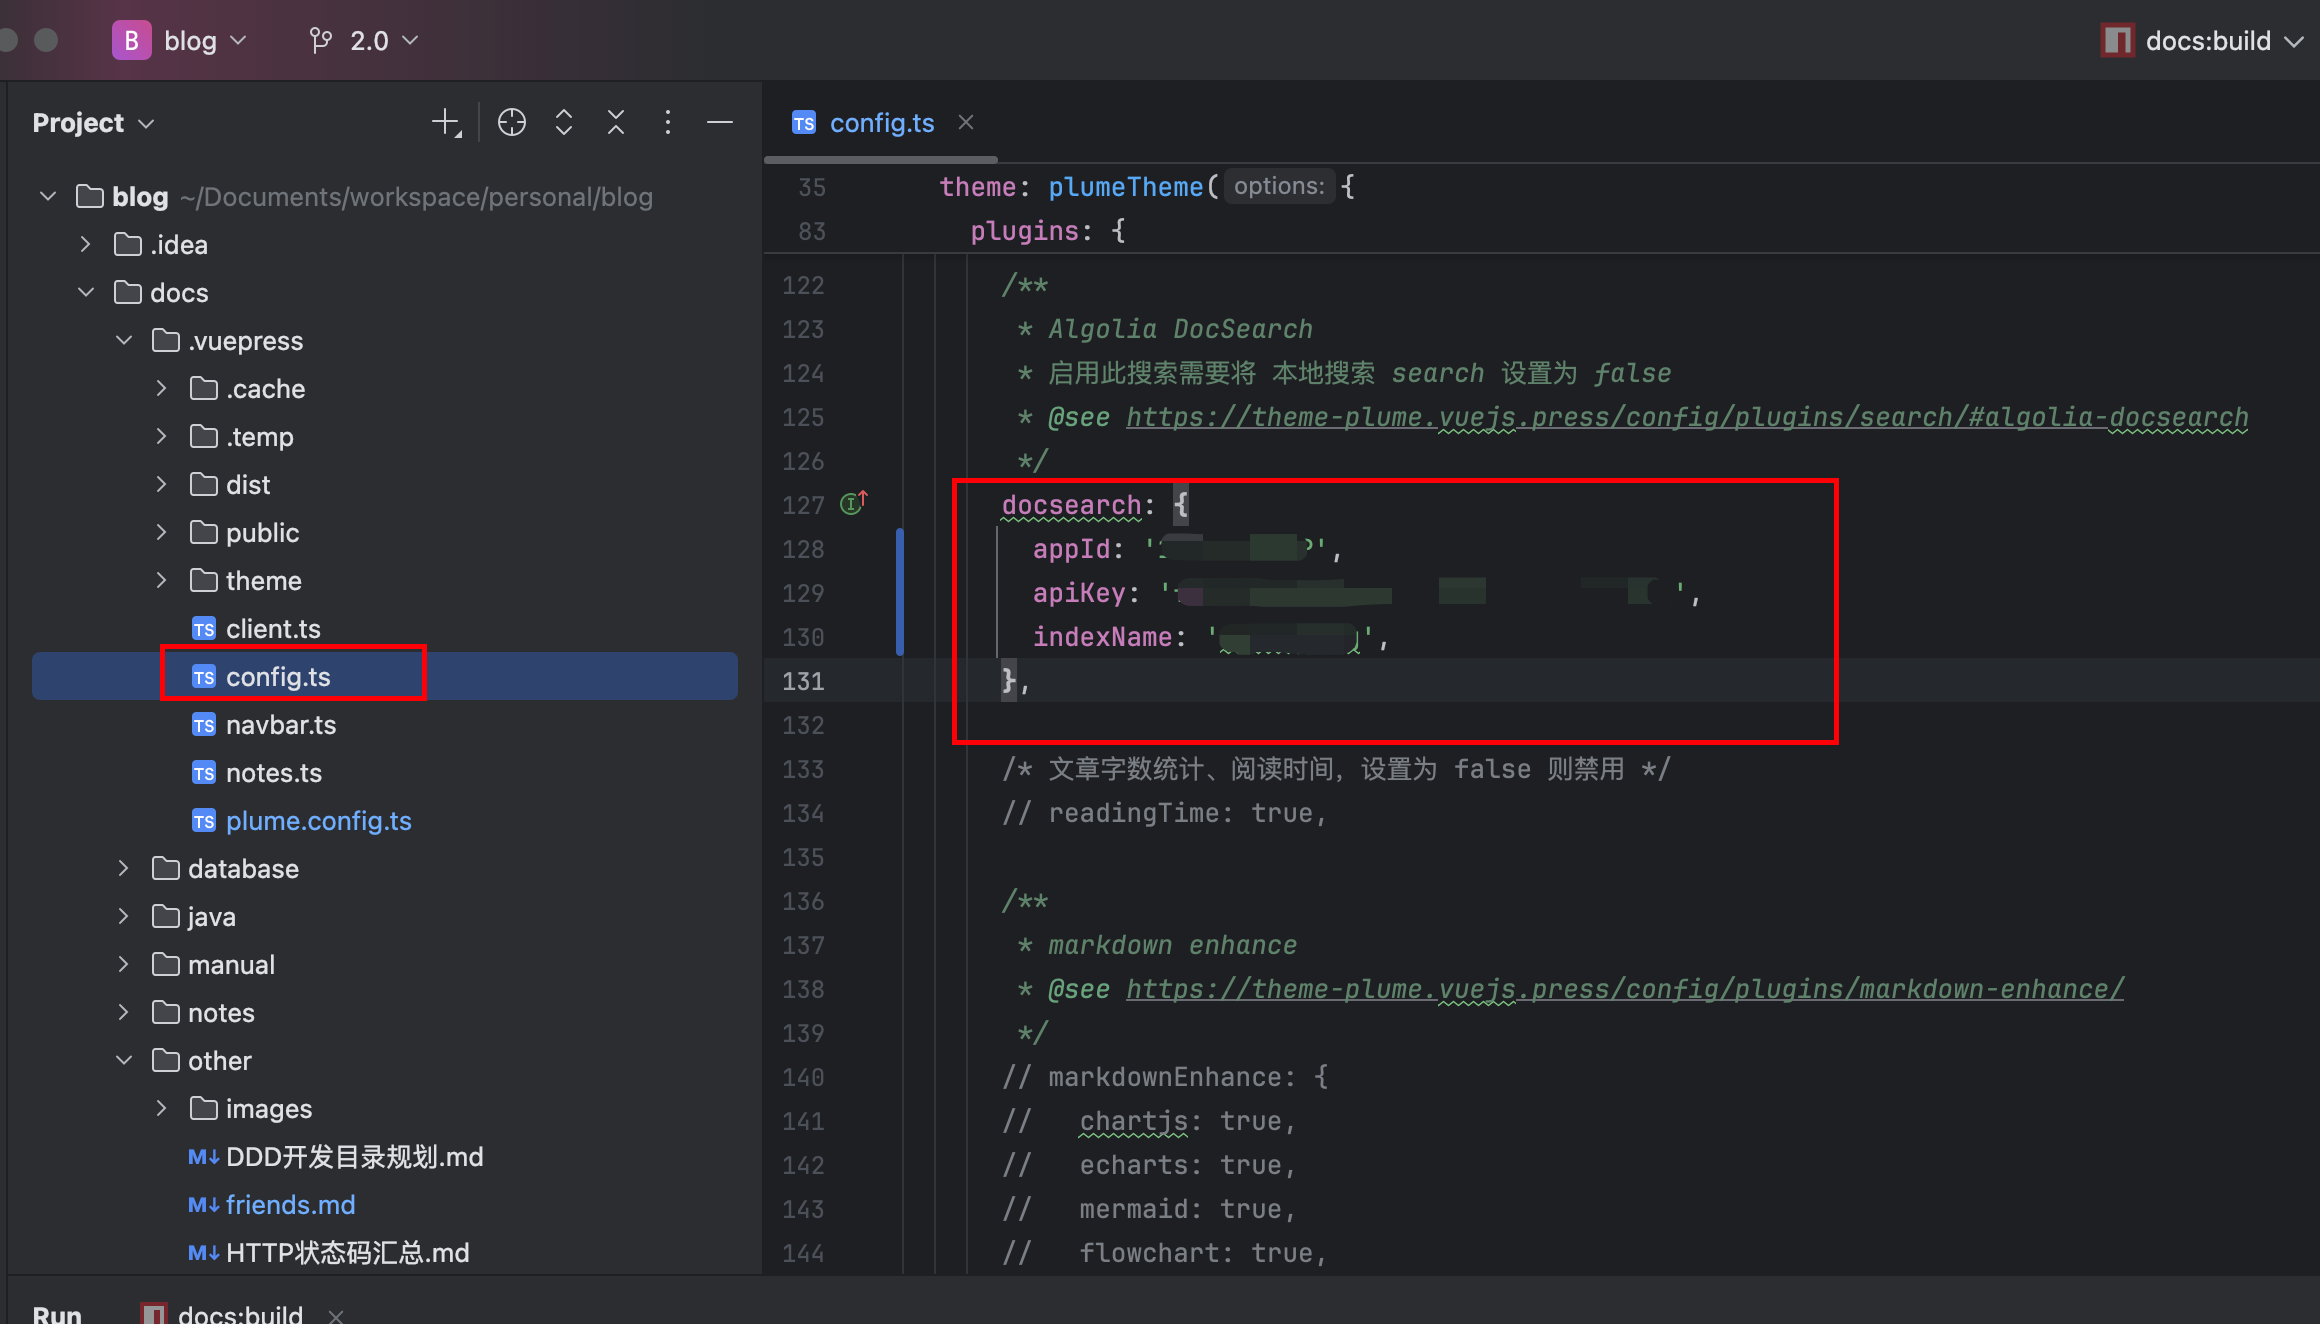 B blog 2.0 docs:build
Project
blog ~/Documents/workspace/personal/blog
.idea
docs
.vuepress
.cache
.temp
dist
public
theme
TS client.ts
TS config.ts
TS navbar.ts
TS notes.ts
TS plume.config.ts
database
java
manual
notes
other
images
M↓ DDD开发目录规划.md
M↓ friends.md
M↓ HTTP状态码汇总.md
TS config.ts
35 theme: plumeTheme( options: {
83 plugins: {
122 /**
123 * Algolia DocSearch
124 * 启用此搜索需要将 本地搜索 search 设置为 false
125 * @see https://theme-plume.vuejs.press/config/plugins/search/#algolia-docsearch
126 */
127 docsearch: {
128 appId: '',
129 apiKey: '',
130 indexName: '',
131 },
132
133 /* 文章字数统计、阅读时间，设置为 false 则禁用 */
134 // readingTime: true,
135
136 /**
137 * markdown enhance
138 * @see https://theme-plume.vuejs.press/config/plugins/markdown-enhance/
139 */
140 // markdownEnhance: {
141 // chartjs: true,
142 // echarts: true,
143 // mermaid: true,
144 // flowchart: true,
Run docs:build